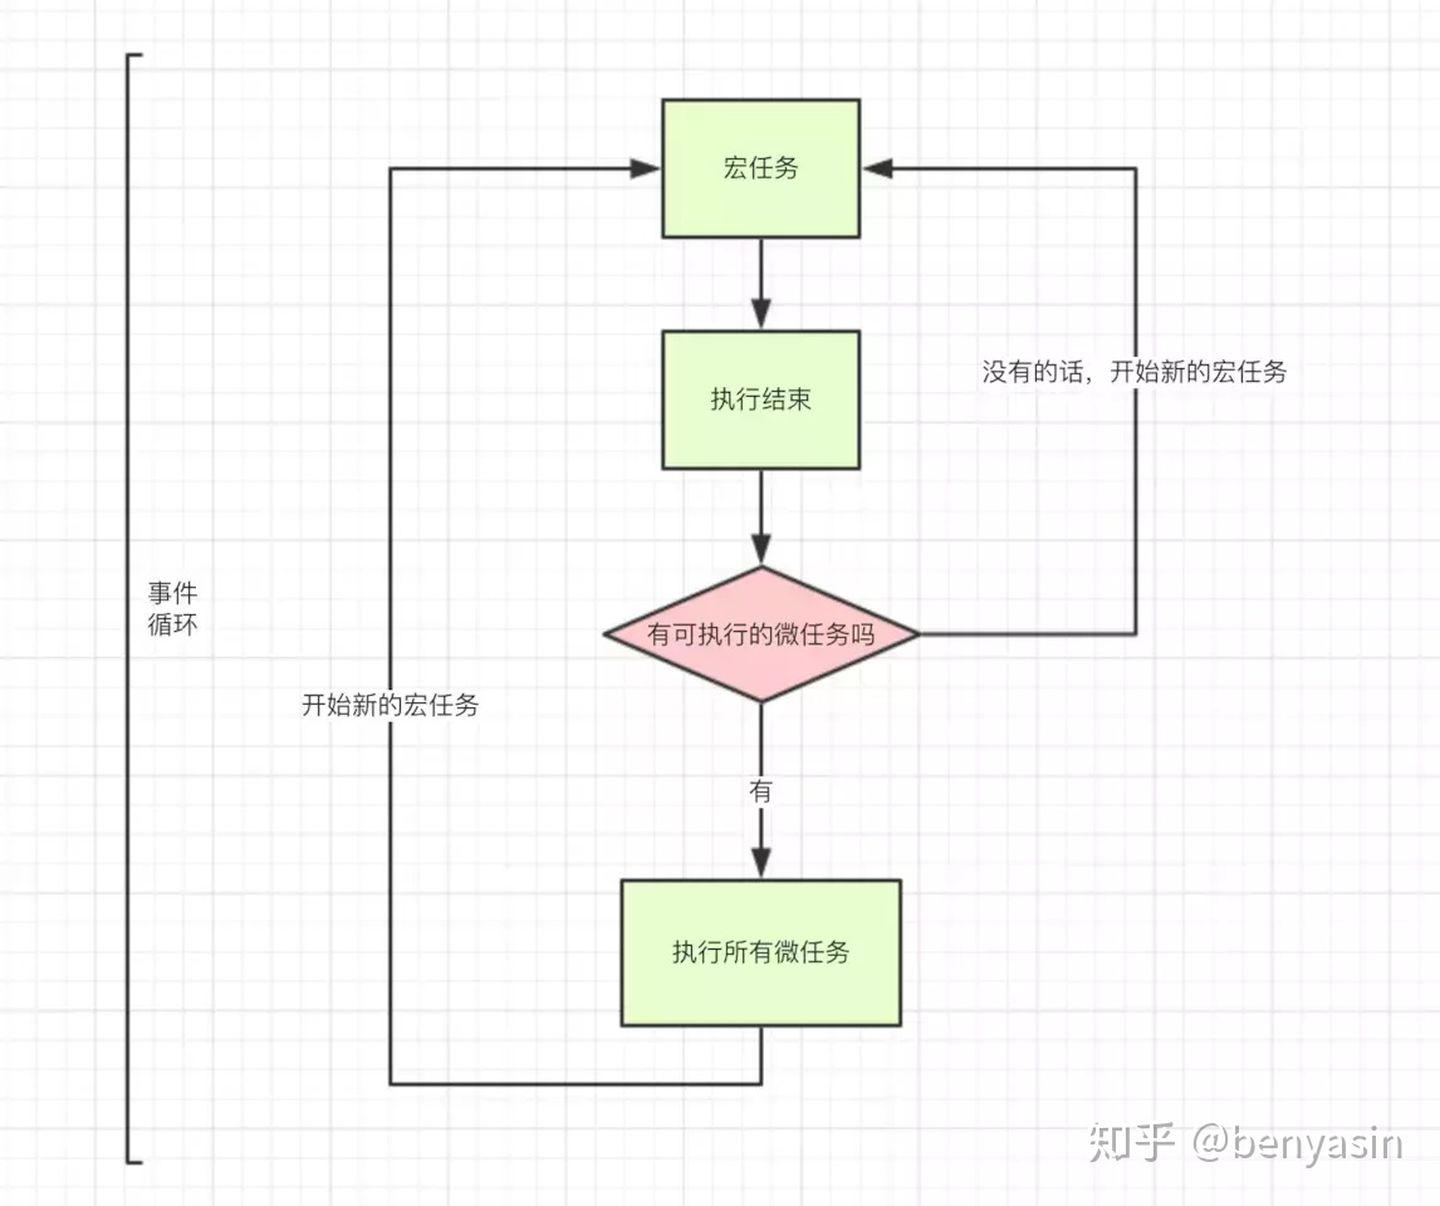 宏任务
执行结束
没有的话，开始新的宏任务
事件
循环
有可执行的微任务吗
开始新的宏任务
有
执行所有微任务
知乎 @benyasin